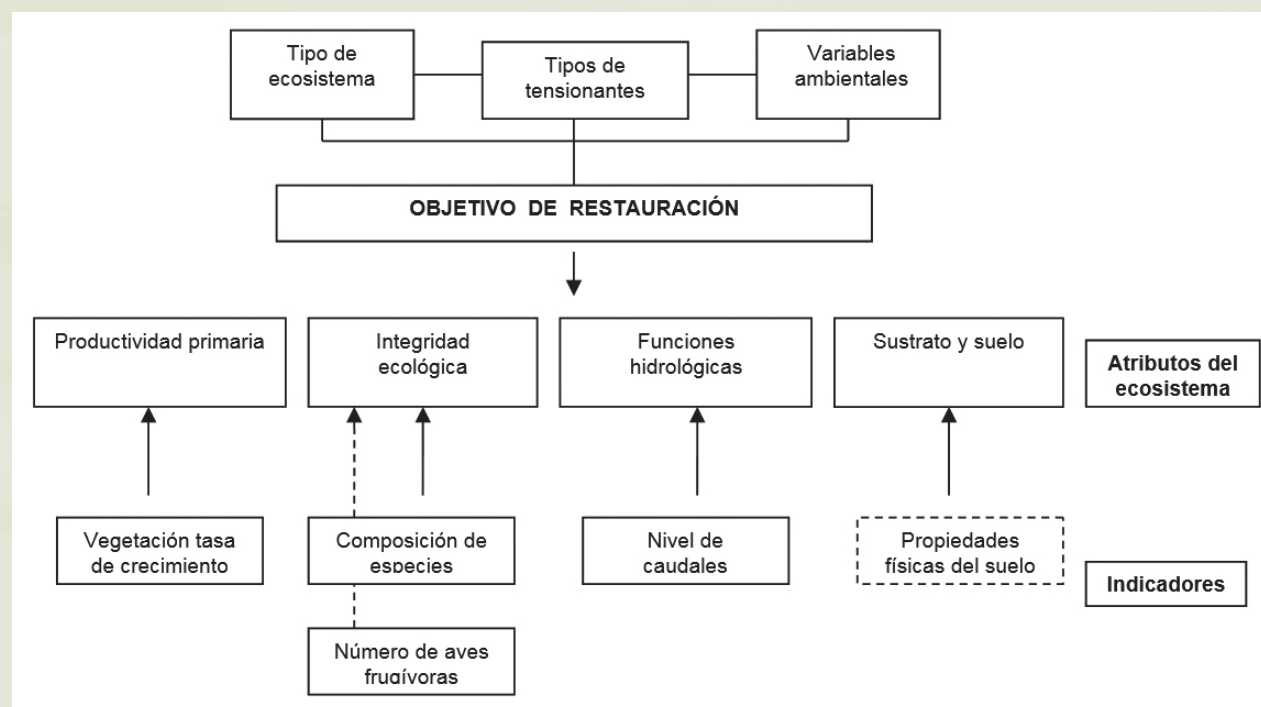 Tipo de
ecosistema
Tipos de
tensionantes
Variables
ambientales
OBJETIVO DE RESTAURACIÓN
Productividad primaria
Integridad
ecológica
Funciones
hidrológicas
Sustrato y suelo
Atributos del
ecosistema
Vegetación tasa
de crecimiento
Composición de
especies
Nivel de
caudales
Propiedades
físicas del suelo
Indicadores
Número de aves
frugívoras